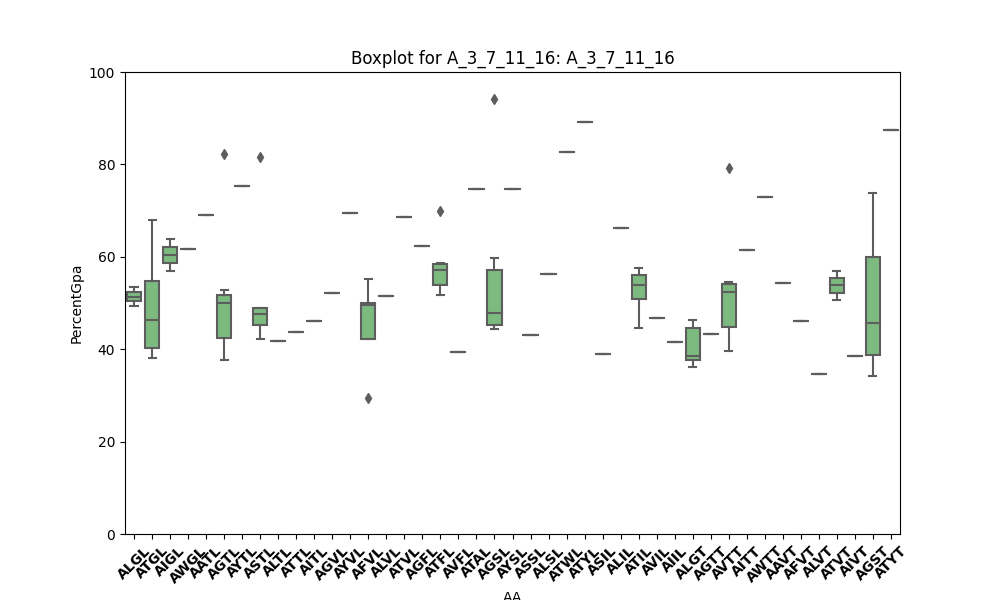 Boxplot for A_3_7_11_16: A_3_7_11_16
PercentGpa
100
80
60
40
20
0
ALGL
ATGL
AIGL
AWGL
AATL
AGTL
AYTL
ASTL
ALTL
ATTL
AITL
AGVL
AYVL
AFVL
ALVL
ATVL
AGFL
ATFL
AVFL
ATAL
AGSL
AYSL
ASSL
ALSL
ATWL
ATYL
ASIL
ALIL
ATIL
AVIL
AIIL
ALGT
AGTT
AVTT
AITT
AWTT
AAVT
AFVT
ALVT
ATVT
AIVT
AGST
ATYT
AA